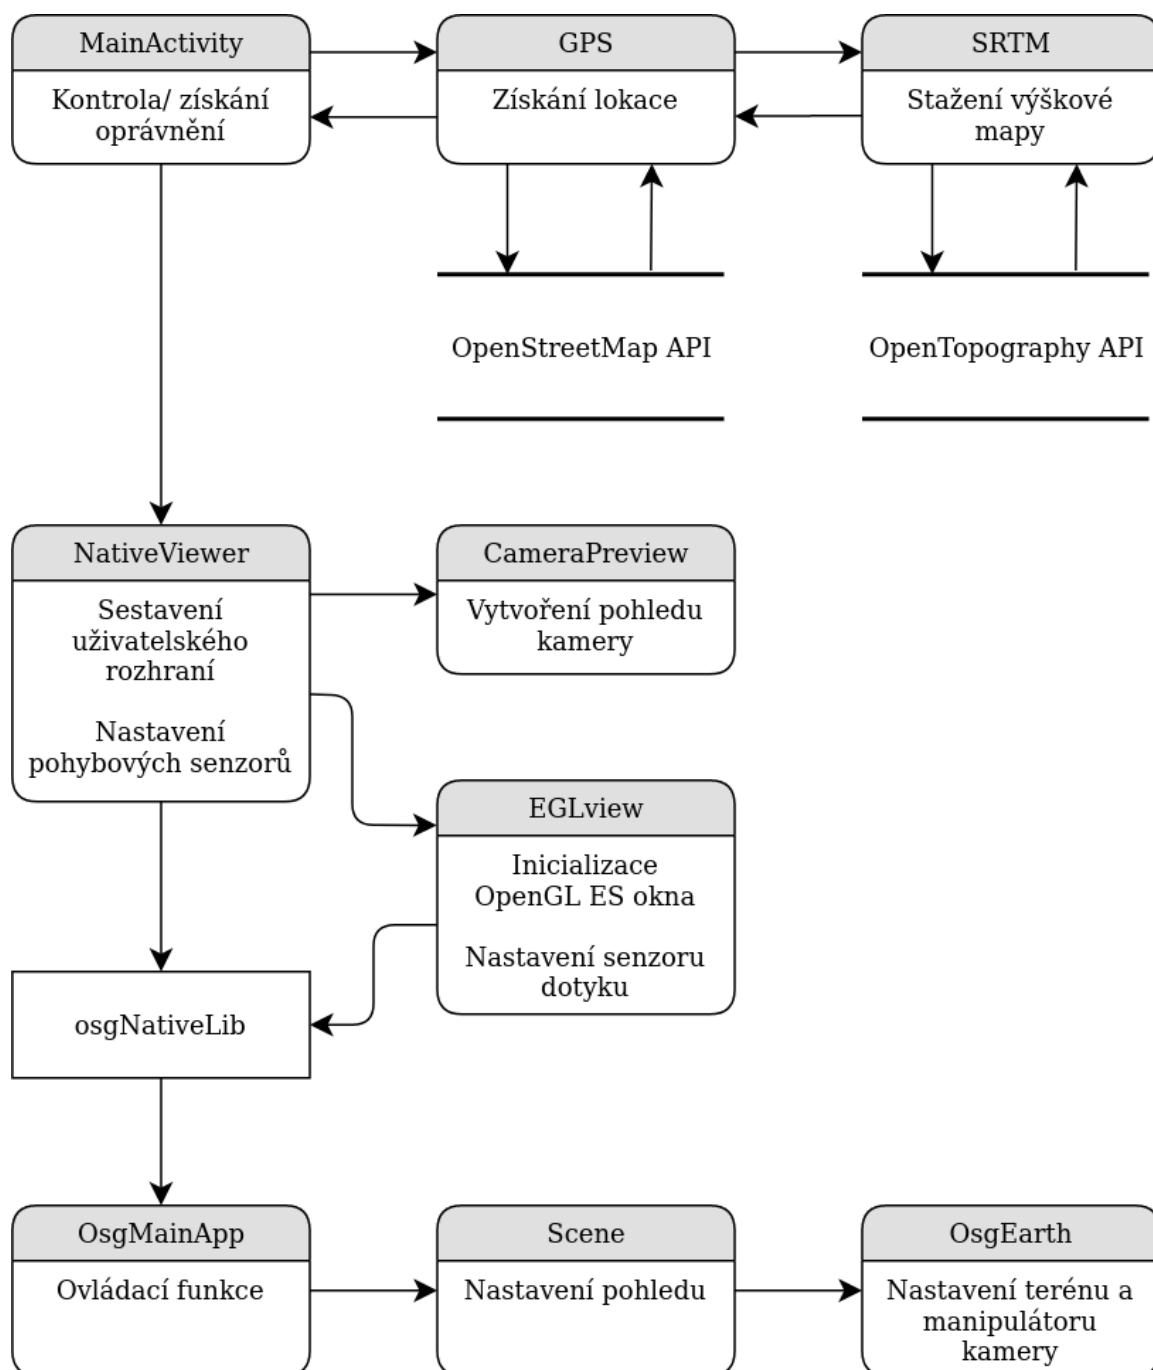 MainActivity
Kontrola/ získání
oprávnění
GPS
Získání lokace
SRTM
Stažení výškové
mapy
OpenStreetMap API
OpenTopography API
NativeViewer
Sestavení
uživatelského
rozhraní
Nastavení
pohybových senzorů
CameraPreview
Vytvoření pohledu
kamery
EGLview
Inicializace
OpenGL ES okna
Nastavení senzoru
dotyku
osgNativeLib
OsgMainApp
Ovládací funkce
Scene
Nastavení pohledu
OsgEarth
Nastavení terénu a
manipulátoru
kamery